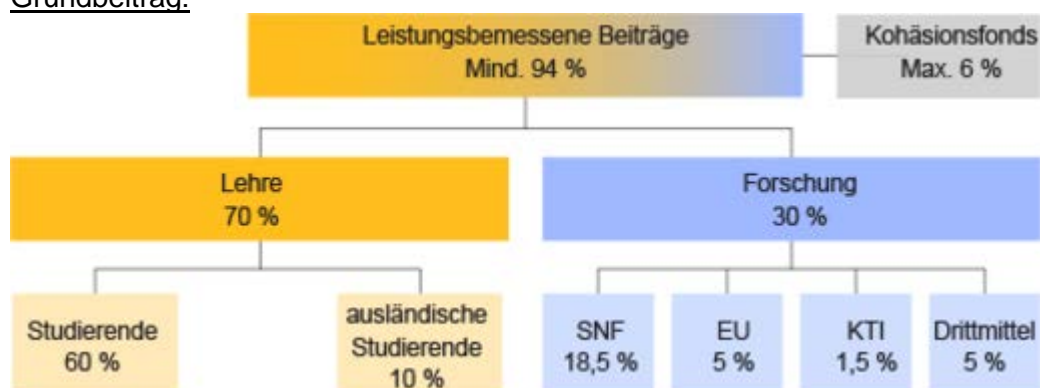 Grundbeitrag:
Leistungsbemessene Beiträge
Mind. 94 %
Kohäsionsfonds
Max. 6 %
Lehre
70 %
Forschung
30 %
Studierende
60 %
ausländische
Studierende
10 %
SNF
18,5 %
EU
5 %
KTI
1,5 %
Drittmittel
5 %